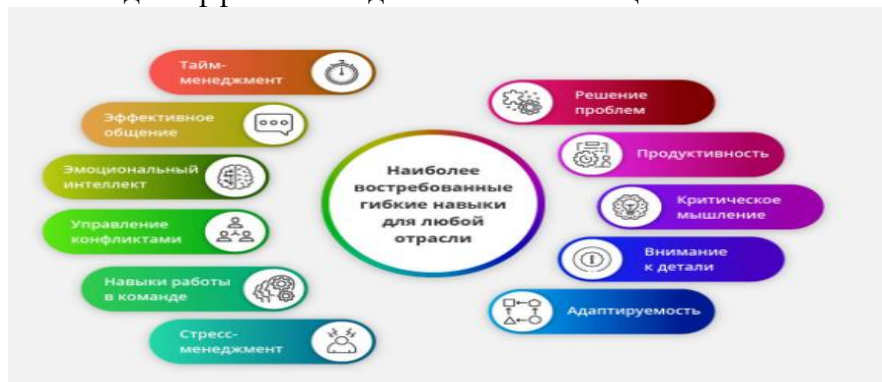 Тайм-
менеджмент
Эффективное
общение
Эмоциональный
интеллект
Управление
конфликтами
Навыки работы
в команде
Стресс-
менеджмент
Наиболее
востребованные
гибкие навыки
для любой
отрасли
Решение
проблем
Продуктивность
Критическое
мышление
Внимание
к детали
Адаптируемость